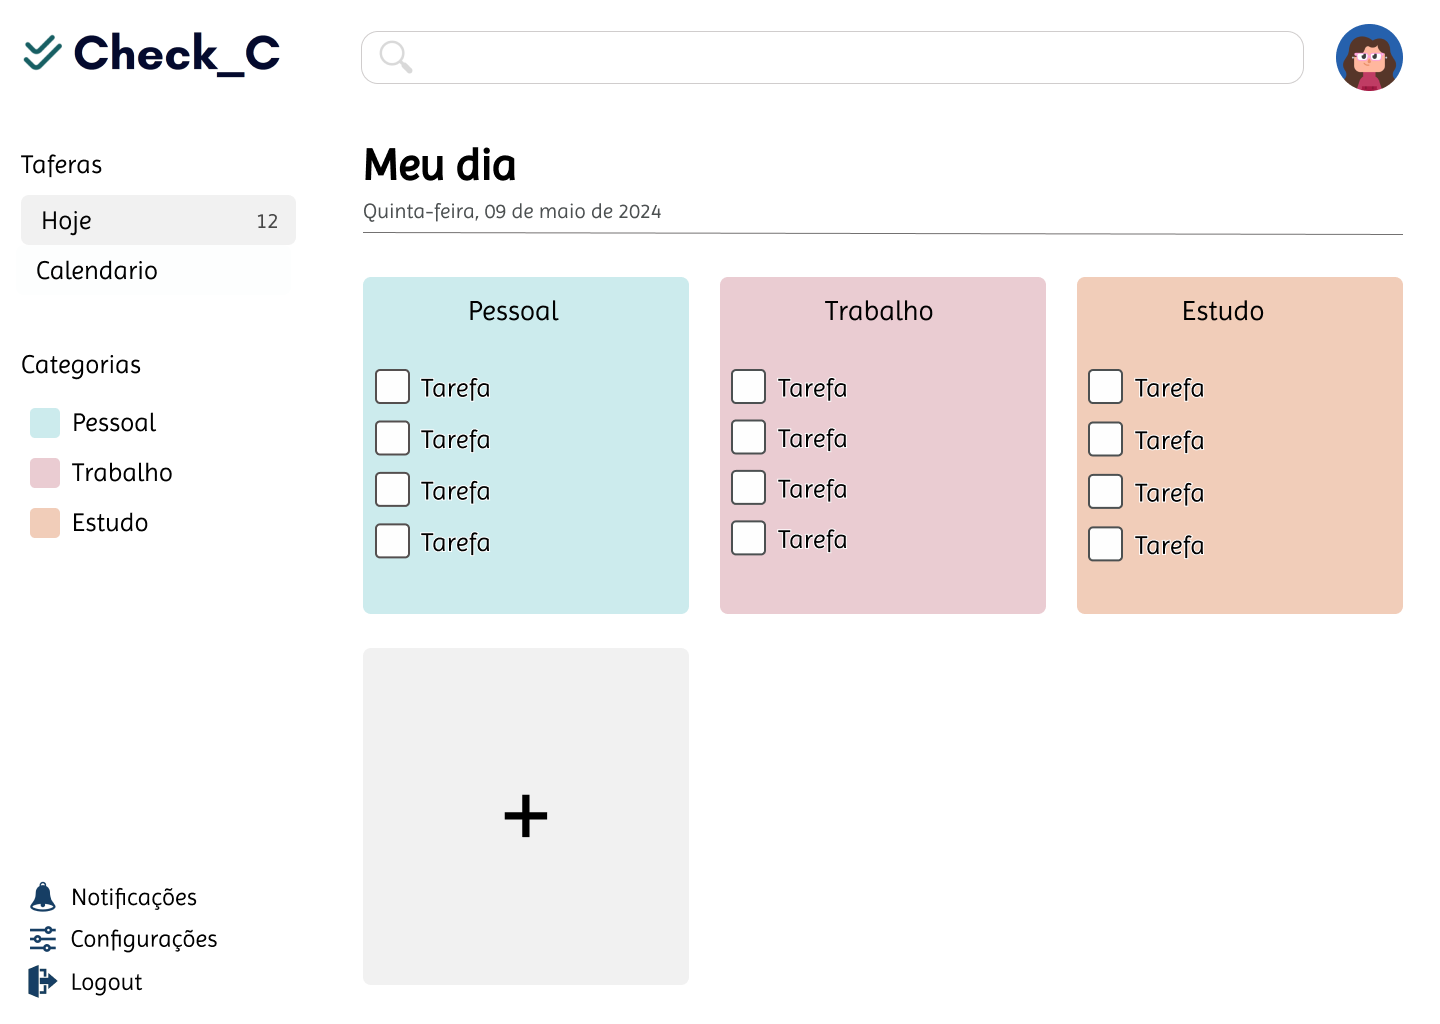 Check_C
Taferas
Hoje 12
Calendario
Categorias
Pessoal
Trabalho
Estudo
Notificações
Configurações
Logout
Meu dia
Quinta-feira, 09 de maio de 2024
Pessoal
Tarefa
Tarefa
Tarefa
Tarefa
Trabalho
Tarefa
Tarefa
Tarefa
Tarefa
Estudo
Tarefa
Tarefa
Tarefa
Tarefa
+